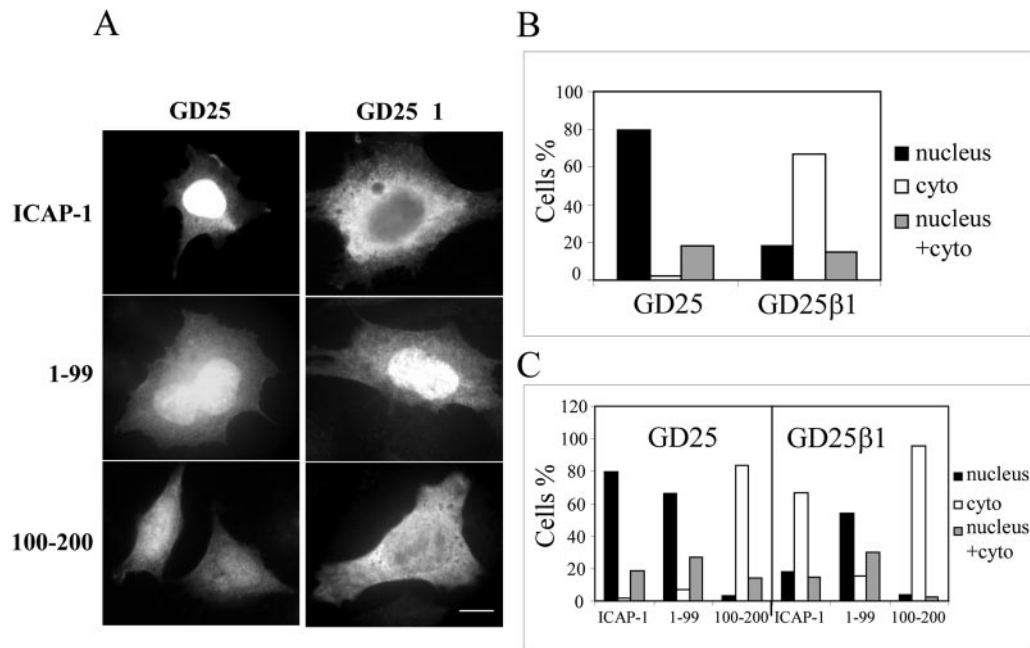 A
GD25 GD25 1
ICAP-1
1-99
100-200
B
100
80
60
40
20
0
Cells %
GD25 GD25β1
nucleus
cyto
nucleus
+cyto
C
120
100
80
60
40
20
0
Cells %
GD25 GD25β1
ICAP-1 1-99 100-200 ICAP-1 1-99 100-200
nucleus
cyto
nucleus
+cyto